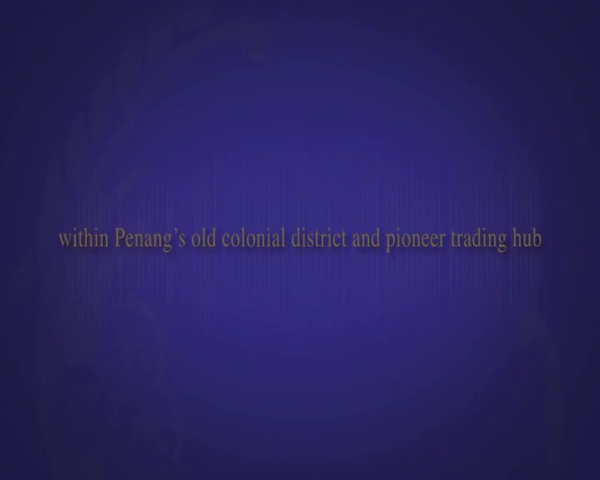 within Penang’s old colonial district and pioneer trading hub